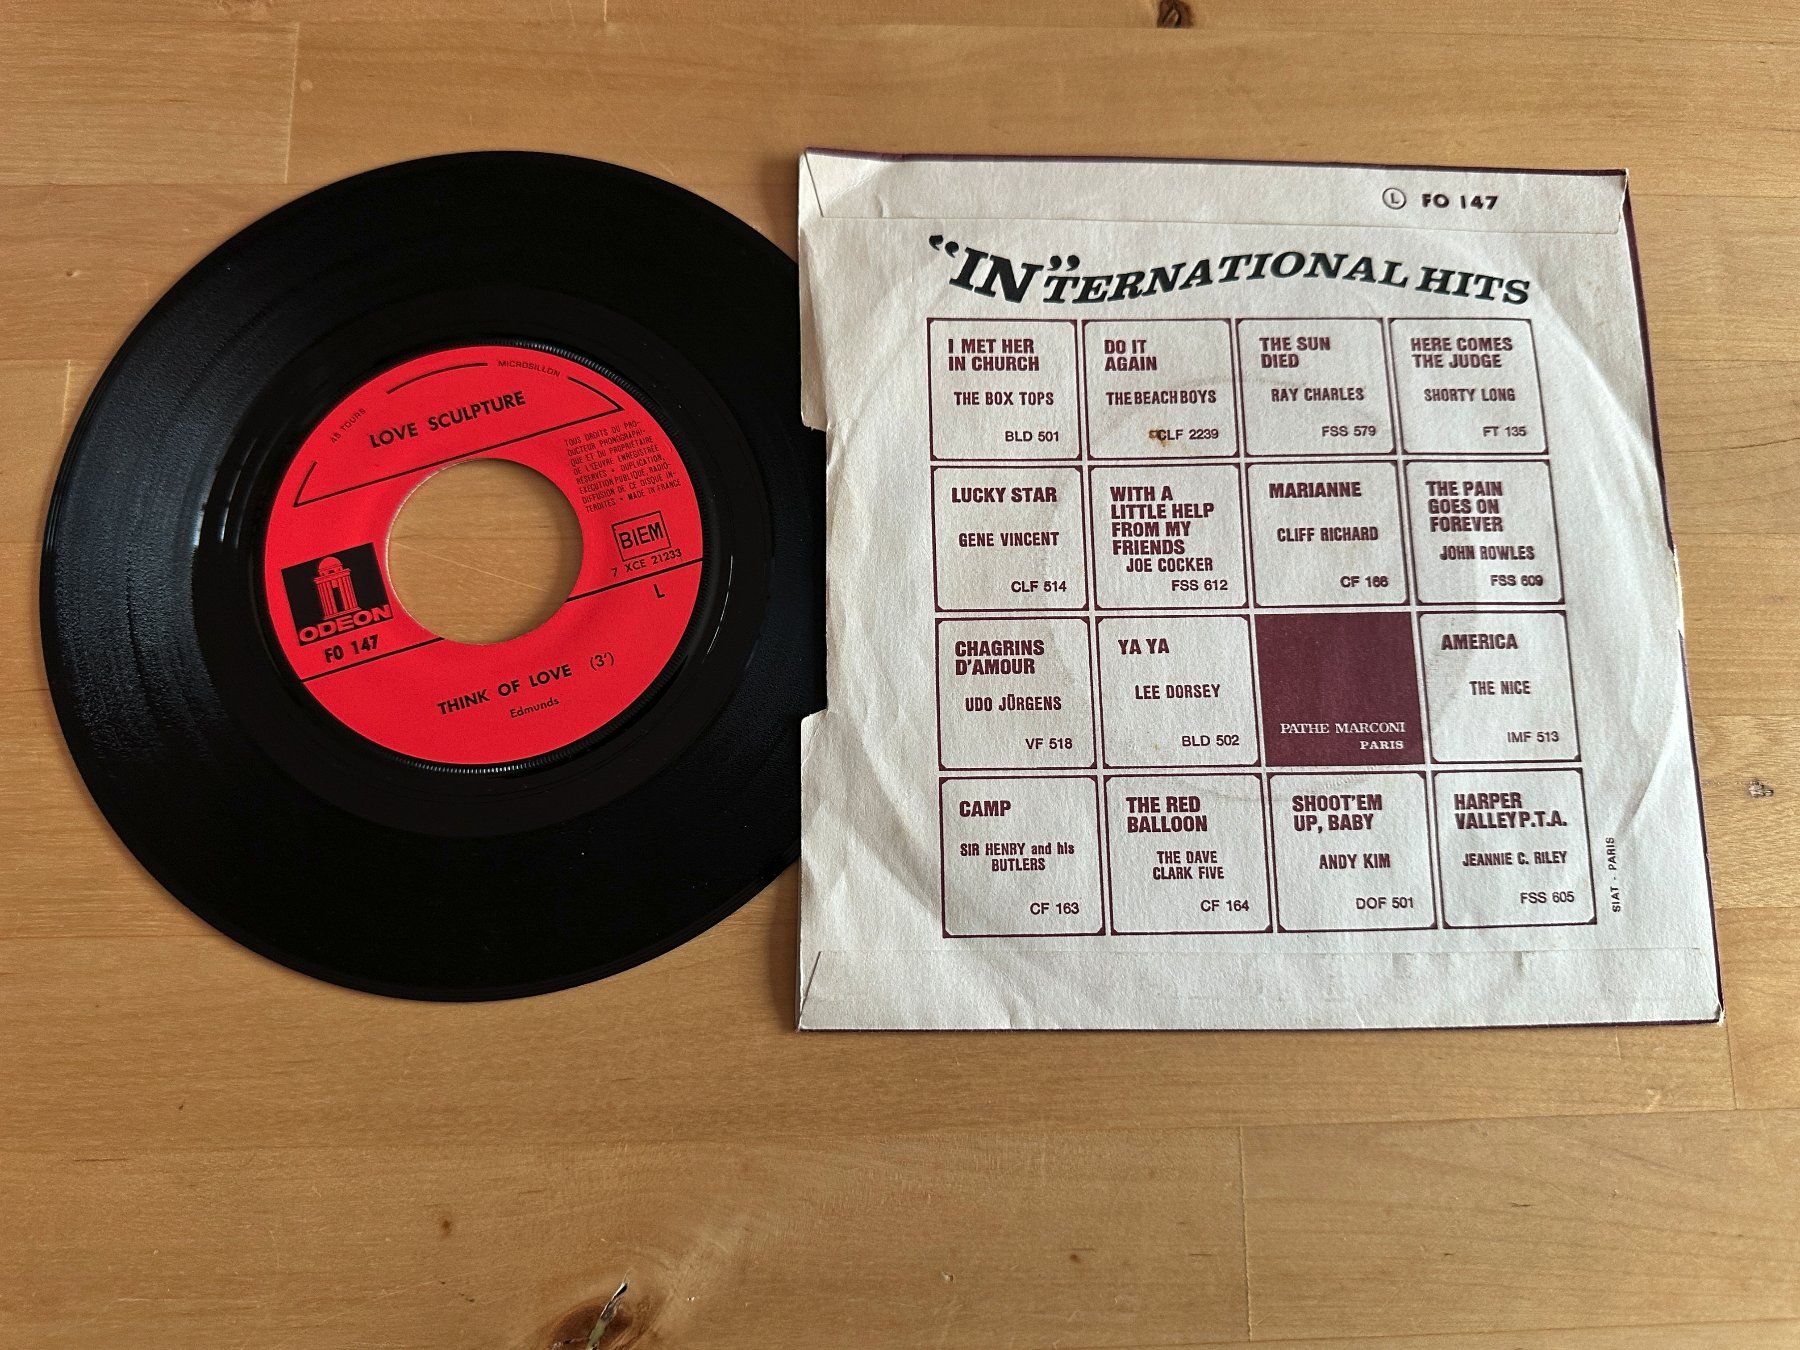 48 TOURS
MICROSILLON
LOVE SCULPTURE
TOUS DROITS DU PRO-
DUCTEUR PHONOGRAPHI-
QUE ET DU PROPRIÉTAIRE
DE L'ŒUVRE ENREGISTRÉE
RÉSERVÉS • DUPLICATION
EXÉCUTION PUBLIQUE, RADIO-
DIFFUSION DE CE DISQUE IN-
TERDITES • MADE IN FRANCE
BIEM
7 XCE 21233
L
ODEON
FO 147
THINK OF LOVE (3')
Edmunds
L FO 147
"IN"TERNATIONAL HITS
I MET HER
IN CHURCH
THE BOX TOPS
BLD 501
DO IT
AGAIN
THE BEACH BOYS
CLF 2239
THE SUN
DIED
RAY CHARLES
FSS 579
HERE COMES
THE JUDGE
SHORTY LONG
FT 135
LUCKY STAR
GENE VINCENT
CLF 514
WITH A
LITTLE HELP
FROM MY
FRIENDS
JOE COCKER
FSS 612
MARIANNE
CLIFF RICHARD
CF 166
THE PAIN
GOES ON
FOREVER
JOHN ROWLES
FSS 609
CHAGRINS
D'AMOUR
UDO JÜRGENS
VF 518
YA YA
LEE DORSEY
BLD 502
PATHE MARCONI
PARIS
AMERICA
THE NICE
IMF 513
CAMP
SIR HENRY and his
BUTLERS
CF 163
THE RED
BALLOON
THE DAVE
CLARK FIVE
CF 164
SHOOT'EM
UP, BABY
ANDY KIM
DOF 501
HARPER
VALLEY P.T.A.
JEANNIE C. RILEY
FSS 605
SIAT - PARIS